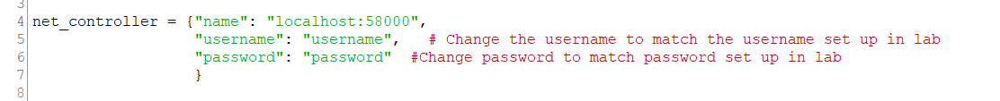 3
4 net_controller = {"name": "localhost:58000",
5 "username": "username", # Change the username to match the username set up in lab
6 "password": "password" #Change password to match password set up in lab
7 }
8